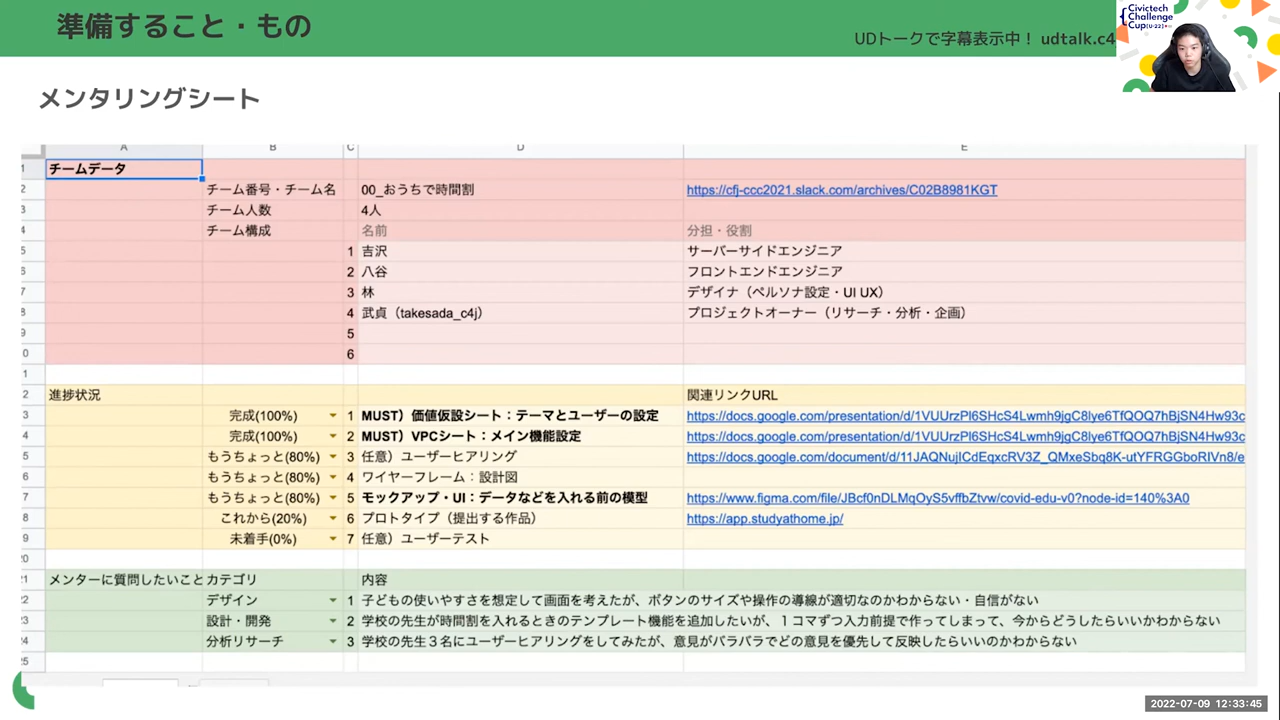 準備すること・もの
UDトークで字幕表示中！ udtalk.c4
Civictech
Challenge
Cup U-22
メンタリングシート
A B C D E
1 チームデータ
2 チーム番号・チーム名 00_おうちで時間割 https://cfj-ccc2021.slack.com/archives/C02B8981KGT
3 チーム人数 4人
4 チーム構成 名前 分担・役割
5 1 吉沢 サーバーサイドエンジニア
6 2 八谷 フロントエンドエンジニア
7 3 林 デザイナ（ペルソナ設定・UI UX）
8 4 武貞（takesada_c4j） プロジェクトオーナー（リサーチ・分析・企画）
9 5
0 6
1
2 進捗状況 関連リンクURL
3 完成(100%) 1 MUST）価値仮設シート：テーマとユーザーの設定 https://docs.google.com/presentation/d/1VUUrzPl6SHcS4Lwmh9jgC8lye6TfQOQ7hBjSN4Hw93c
4 完成(100%) 2 MUST）VPCシート：メイン機能設定 https://docs.google.com/presentation/d/1VUUrzPl6SHcS4Lwmh9jgC8lye6TfQOQ7hBjSN4Hw93c
5 もうちょっと(80%) 3 任意）ユーザーヒアリング https://docs.google.com/document/d/11JAQNujlCdEqxcRV3Z_QMxeSbq8K-utYFRGGboRIVn8/e
6 もうちょっと(80%) 4 ワイヤーフレーム：設計図
7 もうちょっと(80%) 5 モックアップ・UI：データなどを入れる前の模型 https://www.figma.com/file/JBcf0nDLMqOyS5vffbZtvw/covid-edu-v0?node-id=140%3A0
8 これから(20%) 6 プロトタイプ（提出する作品） https://app.studyathome.jp/
9 未着手(0%) 7 任意）ユーザーテスト
20
21 メンターに質問したいこと カテゴリ 内容
22 デザイン 1 子どもの使いやすさを想定して画面を考えたが、ボタンのサイズや操作の導線が適切なのかわからない・自信がない
23 設計・開発 2 学校の先生が時間割を入れるときのテンプレート機能を追加したいが、１コマずつ入力前提で作ってしまって、今からどうしたらいいかわからない
24 分析リサーチ 3 学校の先生３名にユーザーヒアリングをしてみたが、意見がバラバラでどの意見を優先して反映したらいいのかわからない
25
2022-07-09 12:33:45